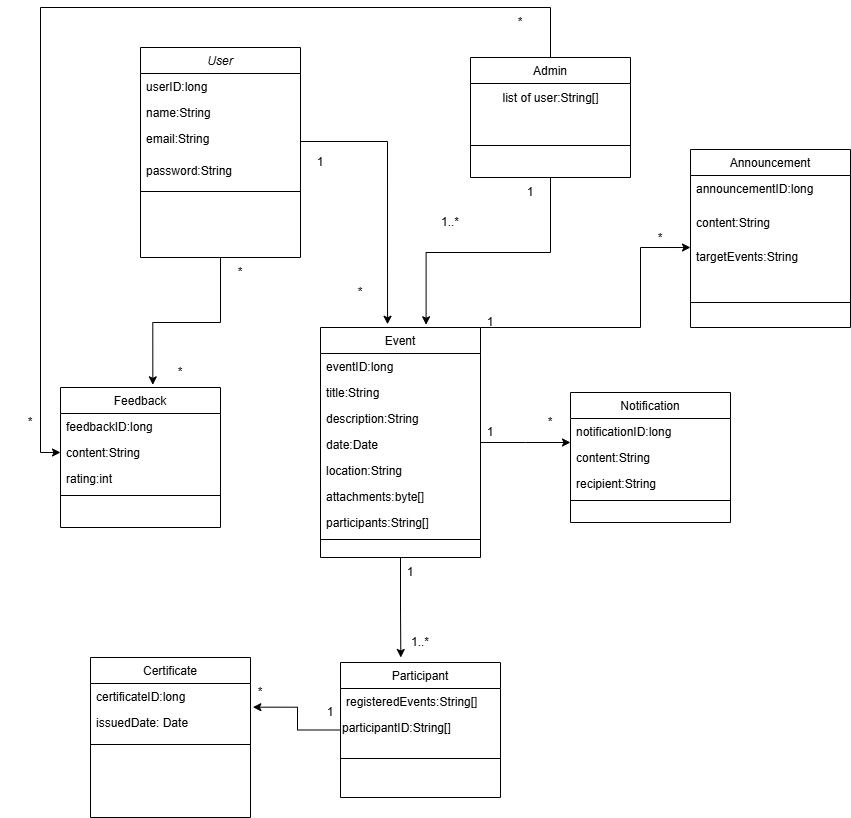 *
User
userID:long
name:String
email:String
password:String
Admin
list of user:String[]
Announcement
announcementID:long
content:String
targetEvents:String
1
1
1..*
*
*
*
*
1
*
Event
eventID:long
title:String
description:String
date:Date
location:String
attachments:byte[]
participants:String[]
Feedback
feedbackID:long
content:String
rating:int
*
1
*
Notification
notificationID:long
content:String
recipient:String
1
1..*
Certificate
certificateID:long
issuedDate: Date
*
1
Participant
registeredEvents:String[]
participantID:String[]